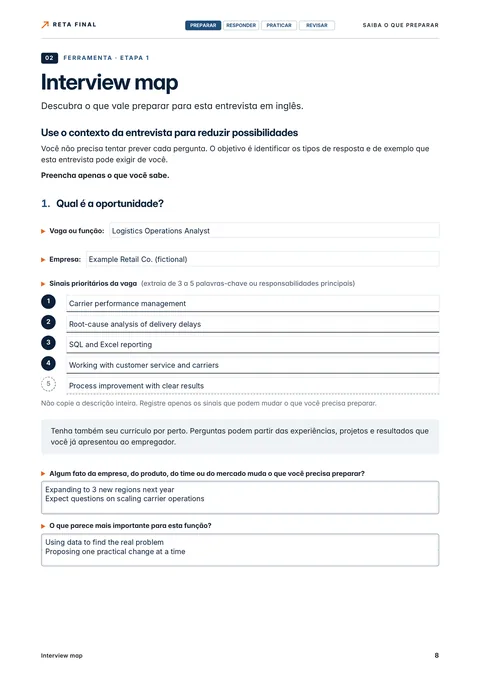 RETA FINAL
PREPARAR RESPONDER PRATICAR REVISAR
SAIBA O QUE PREPARAR
02 FERRAMENTA · ETAPA 1
Interview map
Descubra o que vale preparar para esta entrevista em inglês.
Use o contexto da entrevista para reduzir possibilidades
Você não precisa tentar prever cada pergunta. O objetivo é identificar os tipos de resposta e de exemplo que
esta entrevista pode exigir de você.
Preencha apenas o que você sabe.
1. Qual é a oportunidade?
Vaga ou função: Logistics Operations Analyst
Empresa: Example Retail Co. (fictional)
Sinais prioritários da vaga (extraia de 3 a 5 palavras-chave ou responsabilidades principais)
1 Carrier performance management
2 Root-cause analysis of delivery delays
3 SQL and Excel reporting
4 Working with customer service and carriers
5 Process improvement with clear results
Não copie a descrição inteira. Registre apenas os sinais que podem mudar o que você precisa preparar.
Tenha também seu currículo por perto. Perguntas podem partir das experiências, projetos e resultados que
você já apresentou ao empregador.
Algum fato da empresa, do produto, do time ou do mercado muda o que você precisa preparar?
Expanding to 3 new regions next year
Expect questions on scaling carrier operations
O que parece mais importante para esta função?
Using data to find the real problem
Proposing one practical change at a time
Interview map
8